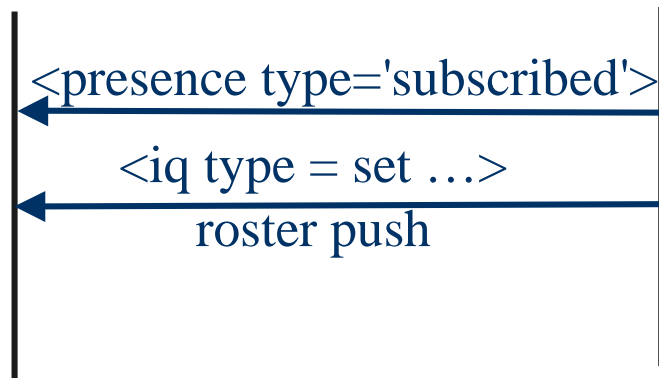 <presence type='subscribed'>
<iq type = set …>
roster push